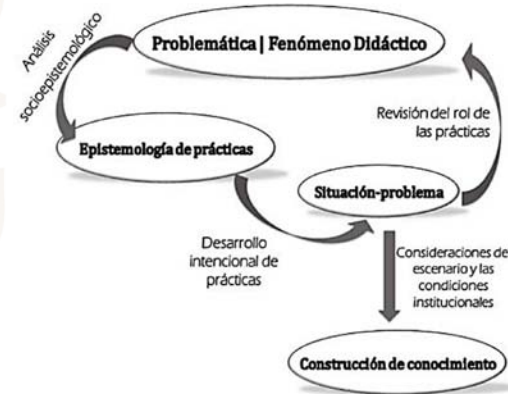 Problemática | Fenómeno Didáctico
Análisis
socioepistemológico
Epistemología de prácticas
Revisión del rol de
las prácticas
Situación-problema
Desarrollo
intencional de
prácticas
Consideraciones de
escenario y las
condiciones
institucionales
Construcción de conocimiento